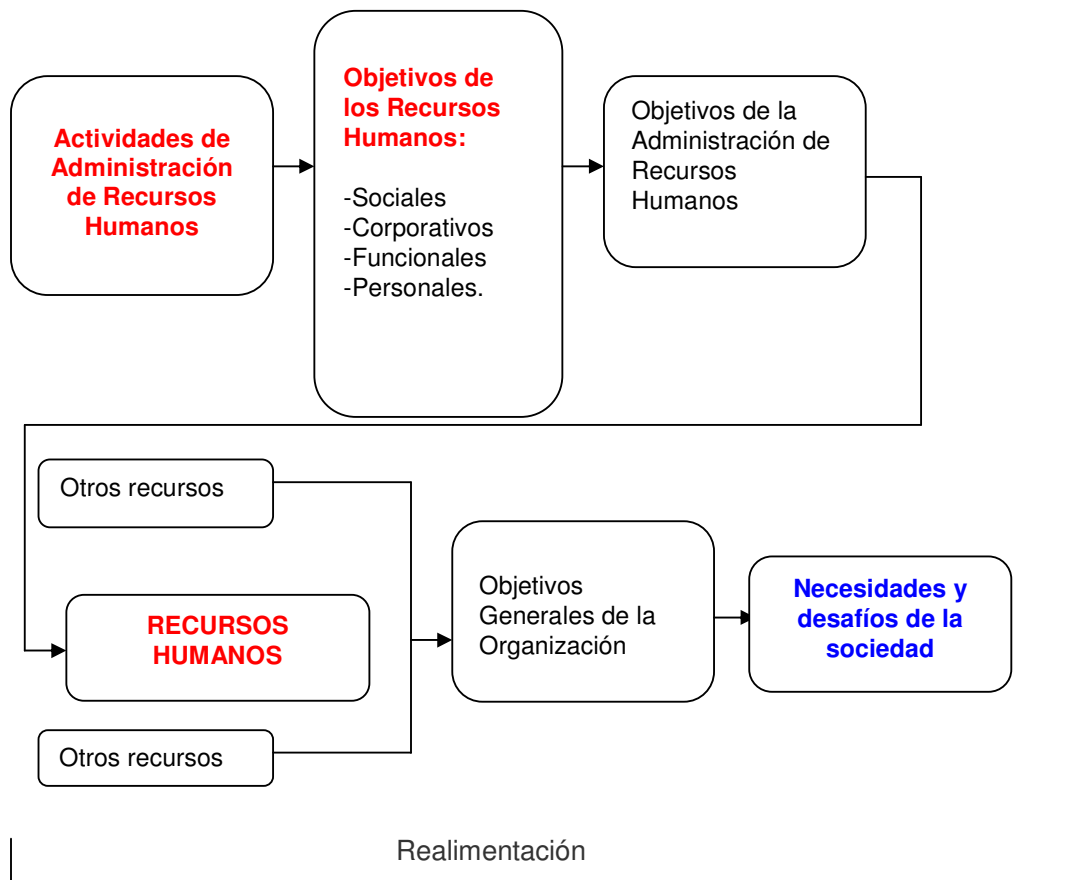 Actividades de
Administración
de Recursos
Humanos
Objetivos de
los Recursos
Humanos:
-Sociales
-Corporativos
-Funcionales
-Personales.
Objetivos de la
Administración de
Recursos
Humanos
Otros recursos
RECURSOS
HUMANOS
Otros recursos
Objetivos
Generales de la
Organización
Necesidades y
desafíos de la
sociedad
Realimentación